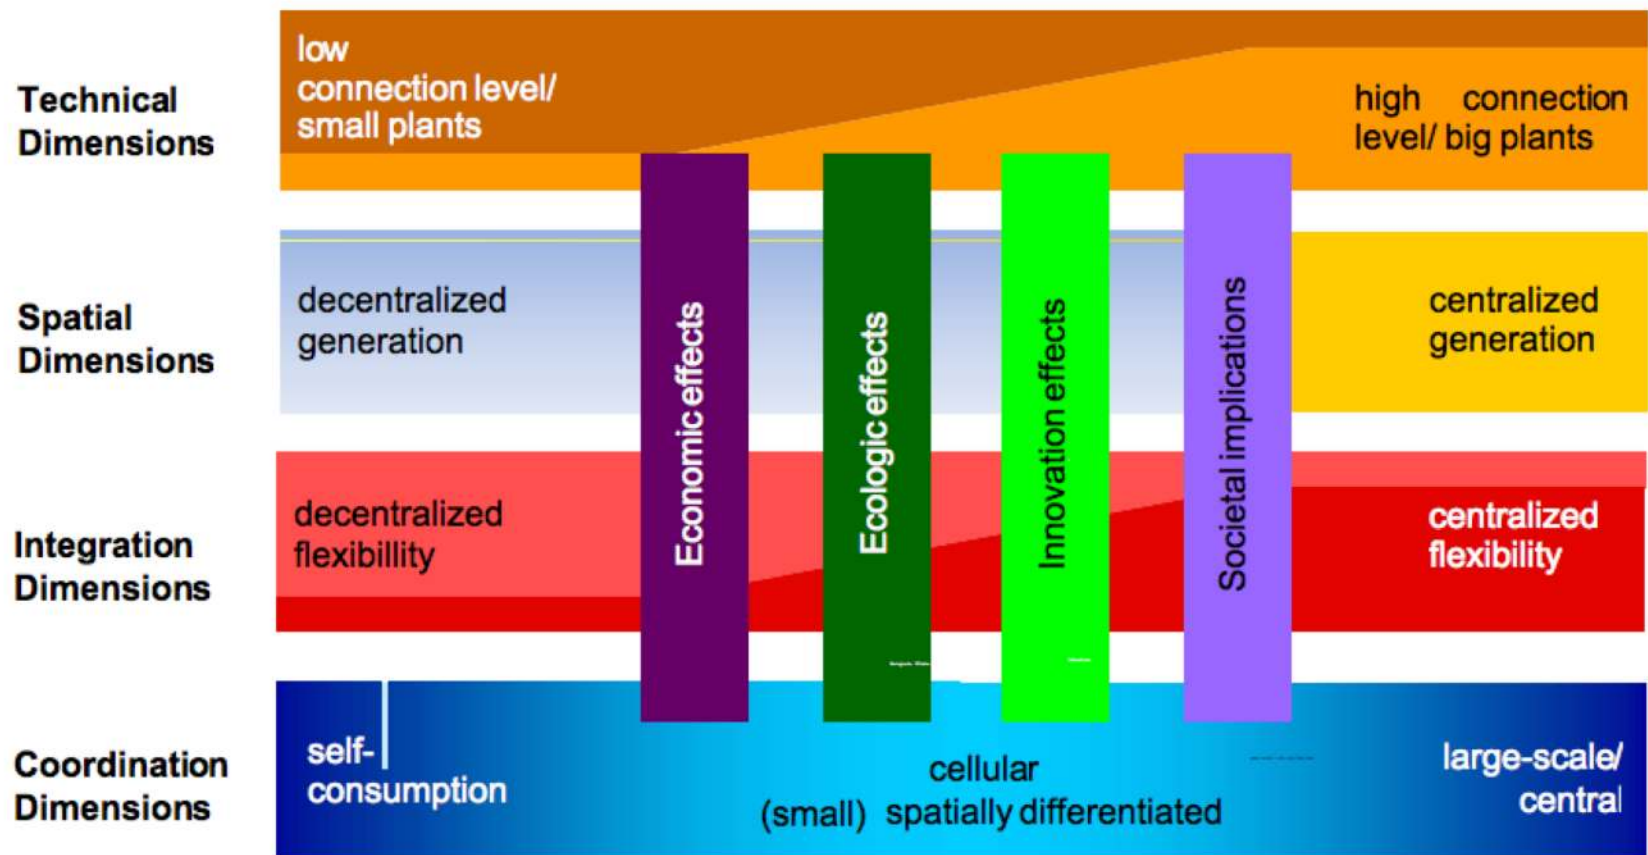 Technical
Dimensions
low
connection level/
small plants
high connection
level/ big plants
Spatial
Dimensions
decentralized
generation
centralized
generation
Integration
Dimensions
decentralized
flexibillity
centralized
flexibility
Coordination
Dimensions
self-
consumption
cellular
(small) spatially differentiated
large-scale/
central
Economic effects
Ecologic effects
Innovation effects
Societal implications